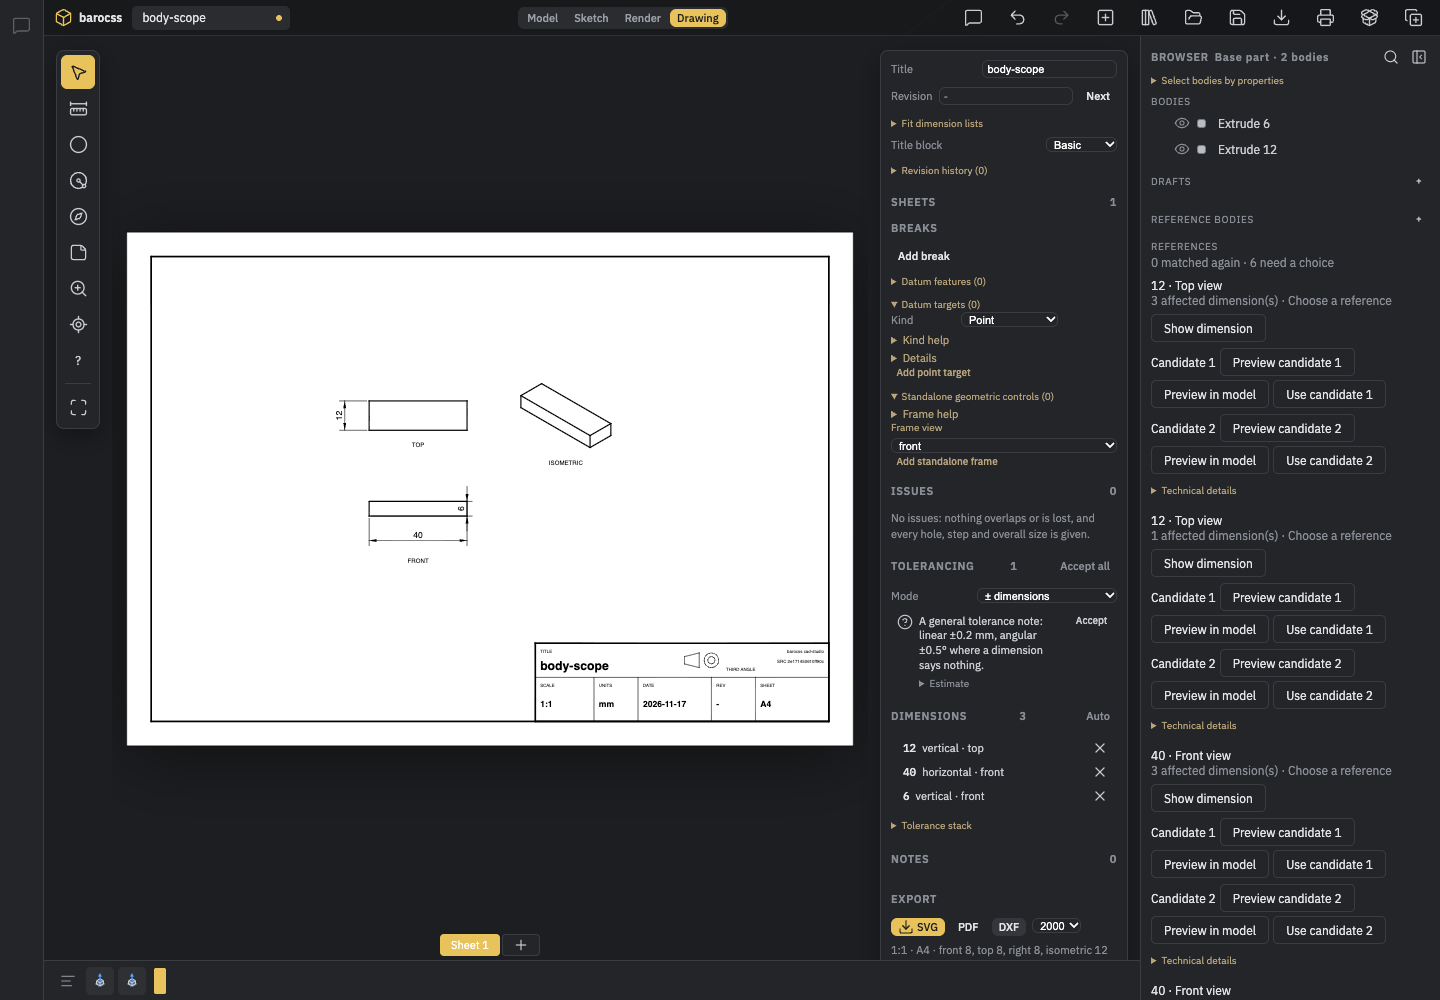 barocss
body-scope
Model Sketch Render Drawing
?
12
TOP
ISOMETRIC
6
40
FRONT
TITLE
body-scope
THIRD ANGLE
barocss cad-studio
SCALE UNITS DATE REV SHEET
1:1 mm 2026-11-17 - A4
Sheet 1
Title body-scope
Revision - Next
Fit dimension lists
Title block Basic
Revision history (0)
SHEETS 1
BREAKS
Add break
Datum features (0)
Datum targets (0)
Kind Point
Kind help
Details
Add point target
Standalone geometric controls (0)
Frame help
Frame view
front
Add standalone frame
ISSUES 0
No issues: nothing overlaps or is lost, and
every hole, step and overall size is given.
TOLERANCING 1 Accept all
Mode ± dimensions
A general tolerance note: Accept
linear ±0.2 mm, angular
±0.5° where a dimension
says nothing.
Estimate
DIMENSIONS 3 Auto
12 vertical · top
40 horizontal · front
6 vertical · front
Tolerance stack
NOTES 0
EXPORT
SVG PDF DXF 2000
1:1 · A4 · front 8, top 8, right 8, isometric 12
BROWSER Base part · 2 bodies
Select bodies by properties
BODIES
Extrude 6
Extrude 12
DRAFTS +
REFERENCE BODIES +
REFERENCES
0 matched again · 6 need a choice
12 · Top view
3 affected dimension(s) · Choose a reference
Show dimension
Candidate 1 Preview candidate 1
Preview in model Use candidate 1
Candidate 2 Preview candidate 2
Preview in model Use candidate 2
Technical details
12 · Top view
1 affected dimension(s) · Choose a reference
Show dimension
Candidate 1 Preview candidate 1
Preview in model Use candidate 1
Candidate 2 Preview candidate 2
Preview in model Use candidate 2
Technical details
40 · Front view
3 affected dimension(s) · Choose a reference
Show dimension
Candidate 1 Preview candidate 1
Preview in model Use candidate 1
Candidate 2 Preview candidate 2
Preview in model Use candidate 2
Technical details
40 · Front view